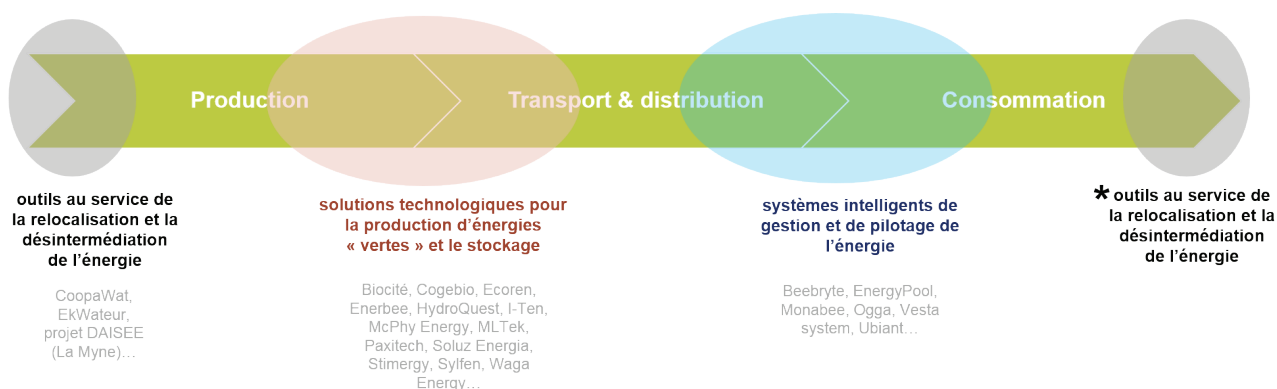 Production
Transport & distribution
Consommation
outils au service de
la relocalisation et la
désintermédiation
de l’énergie
CoopaWat,
EkWateur,
projet DAISEE
(La Myne)…
solutions technologiques pour
la production d’énergies
« vertes » et le stockage
Biocité, Cogebio, Ecoren,
Enerbee, HydroQuest, I-Ten,
McPhy Energy, MLTek,
Paxitech, Soluz Energia,
Stimergy, Sylfen, Waga
Energy…
systèmes intelligents de
gestion et de pilotage de
l’énergie
Beebryte, EnergyPool,
Monabee, Ogga, Vesta
system, Ubiant…
* outils au service de
la relocalisation et la
désintermédiation
de l’énergie